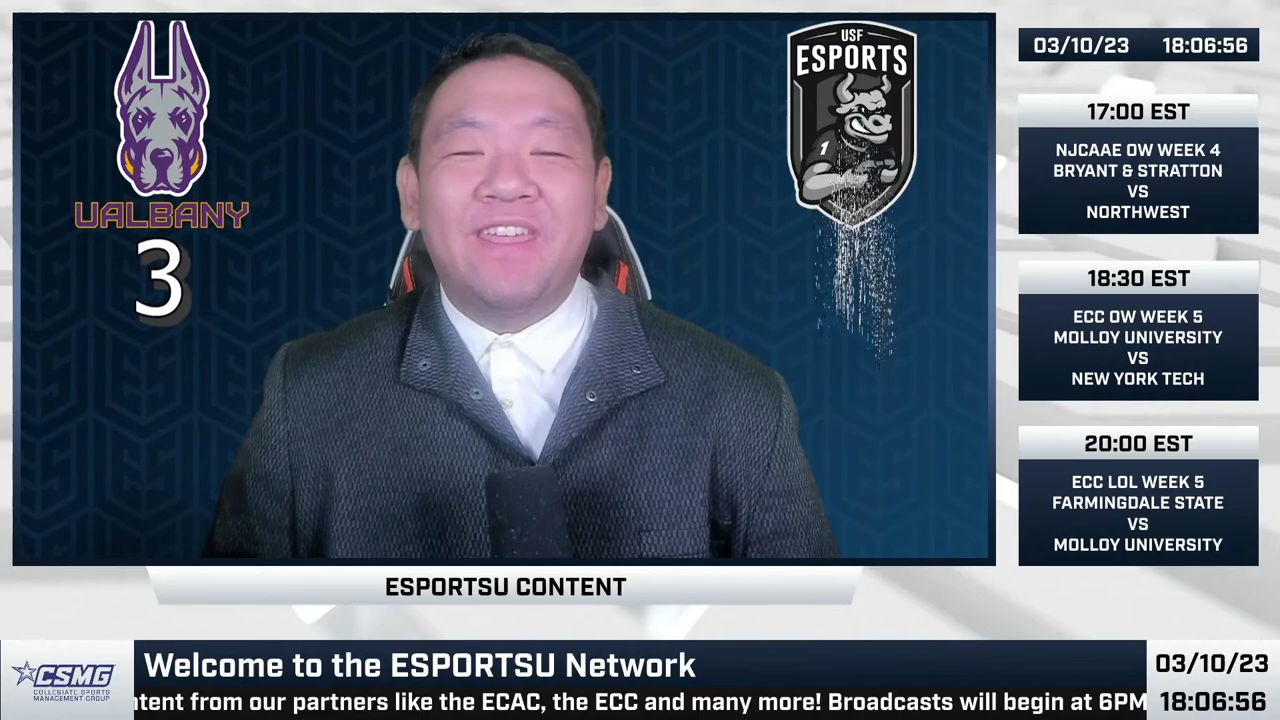 UALBANY
3
USF
ESPORTS
1
03/10/23 18:06:56
17:00 EST
NJCAAE OW WEEK 4
BRYANT & STRATTON
VS
NORTHWEST
18:30 EST
ECC OW WEEK 5
MOLLOY UNIVERSITY
VS
NEW YORK TECH
20:00 EST
ECC LOL WEEK 5
FARMINGDALE STATE
VS
MOLLOY UNIVERSITY
ESPORTSU CONTENT
CSMG
COLLEGIATE SPORTS
MANAGEMENT GROUP
Welcome to the ESPORTSU Network
ntent from our partners like the ECAC, the ECC and many more! Broadcasts will begin at 6PM
03/10/23
18:06:56